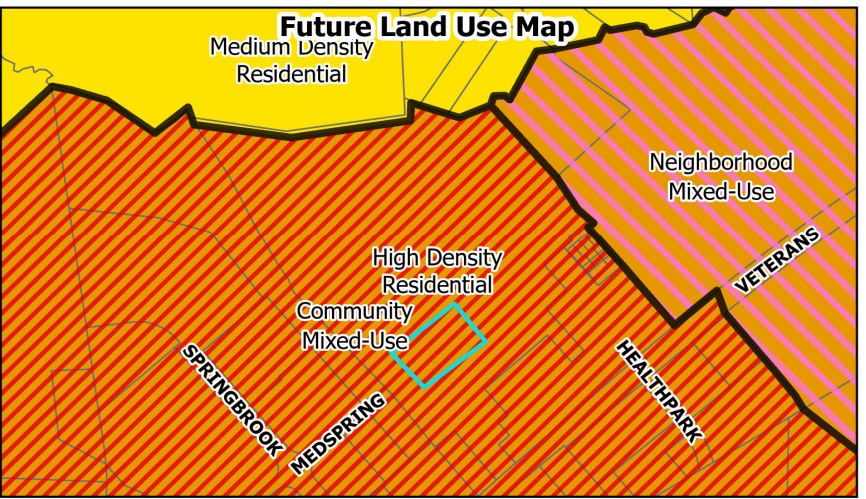 Future Land Use Map
Medium Density
Residential
Neighborhood
Mixed-Use
VETERANS
High Density
Residential
Community
Mixed-Use
SPRINGBROOK
MEDSPRING
HEALTHPARK